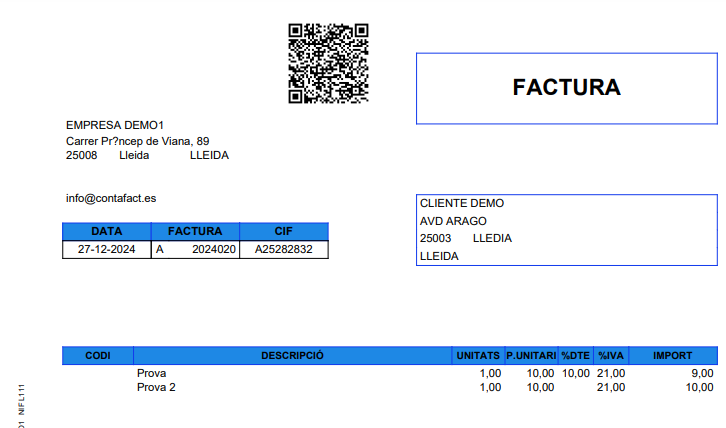 FACTURA
EMPRESA DEMO1
Carrer Pr?ncep de Viana, 89
25008 Lleida LLEIDA
info@contafact.es
CLIENTE DEMO
AVD ARAGO
25003 LLEDIA
LLEIDA
DATA FACTURA CIF
27-12-2024 A 2024020 A25282832
CODI DESCRIPCIÓ UNITATS P.UNITARI %DTE %IVA IMPORT
Prova 1,00 10,00 10,00 21,00 9,00
Prova 2 1,00 10,00 21,00 10,00
NIFL111